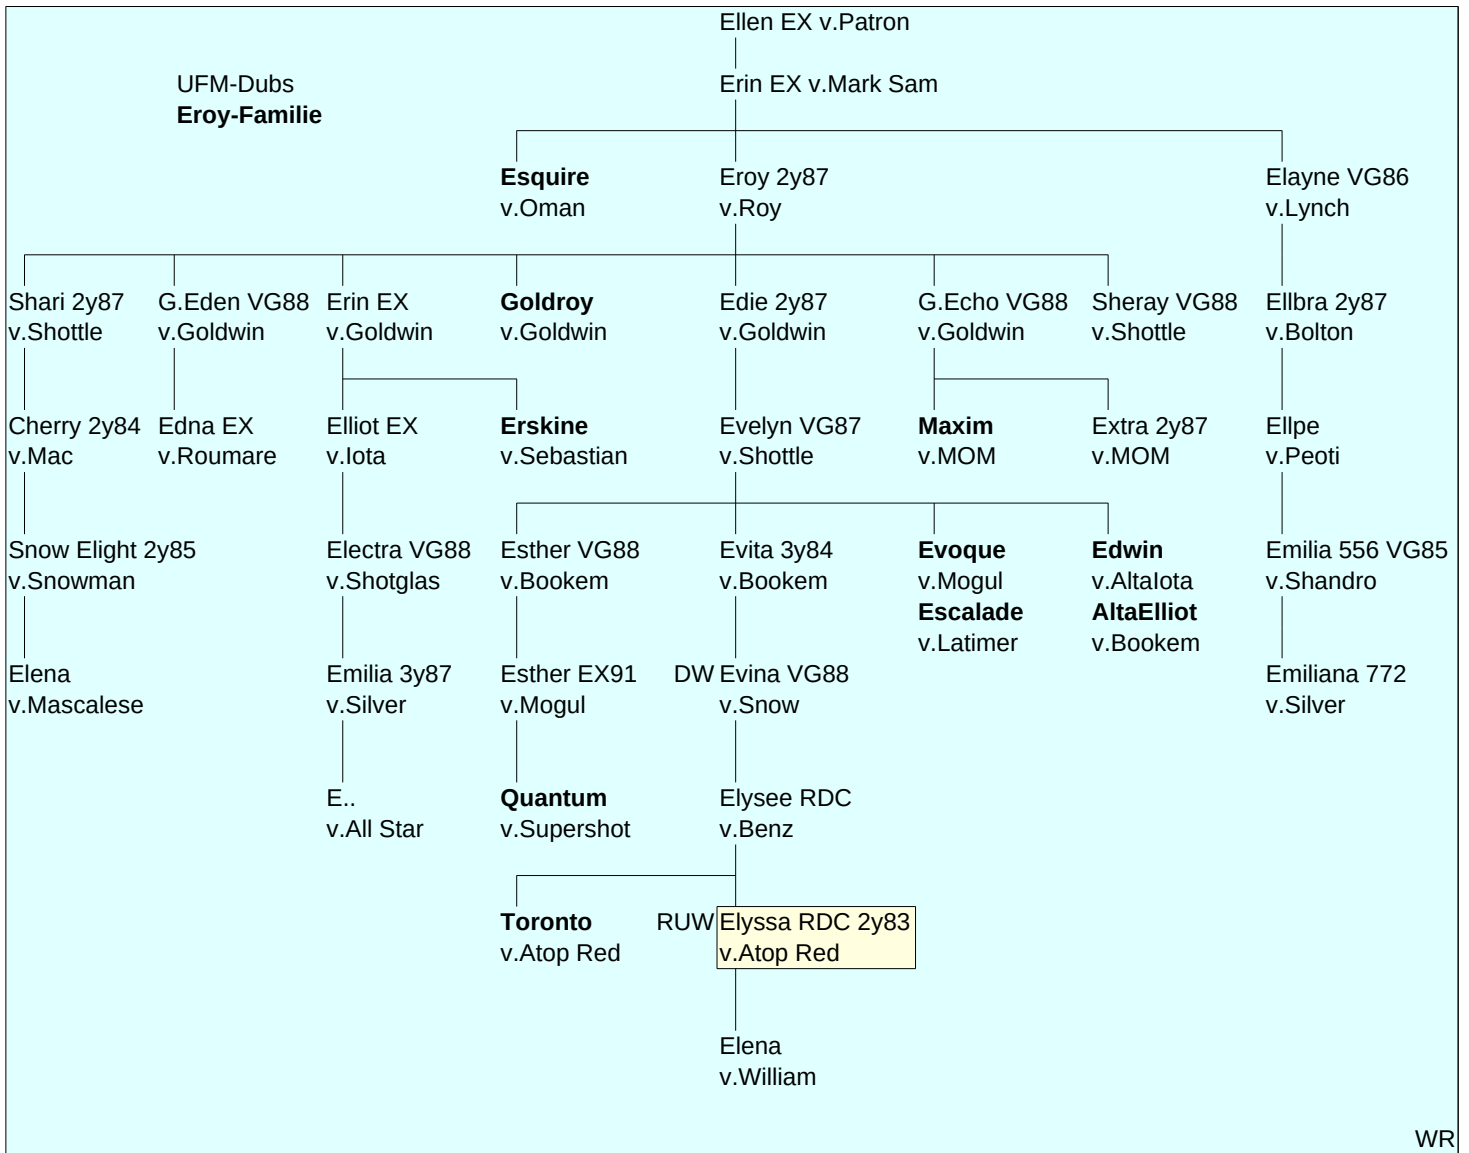 Ellen EX v.Patron
UFM-Dubs
Eroy-Familie
Erin EX v.Mark Sam
Esquire
v.Oman
Eroy 2y87
v.Roy
Elayne VG86
v.Lynch
Shari 2y87
v.Shottle
G.Eden VG88
v.Goldwin
Erin EX
v.Goldwin
Goldroy
v.Goldwin
Edie 2y87
v.Goldwin
G.Echo VG88
v.Goldwin
Sheray VG88
v.Shottle
Ellbra 2y87
v.Bolton
Cherry 2y84
v.Mac
Edna EX
v.Roumare
Elliot EX
v.Iota
Erskine
v.Sebastian
Evelyn VG87
v.Shottle
Maxim
v.MOM
Extra 2y87
v.MOM
Ellpe
v.Peoti
Snow Elight 2y85
v.Snowman
Electra VG88
v.Shotglas
Esther VG88
v.Bookem
Evita 3y84
v.Bookem
Evoque
v.Mogul
Escalade
v.Latimer
Edwin
v.AltaIota
AltaElliot
v.Bookem
Emilia 556 VG85
v.Shandro
Elena
v.Mascalese
Emilia 3y87
v.Silver
Esther EX91
v.Mogul
DW Evina VG88
v.Snow
Emiliana 772
v.Silver
E..
v.All Star
Quantum
v.Supershot
Elysee RDC
v.Benz
Toronto
v.Atop Red
RUW Elyssa RDC 2y83
v.Atop Red
Elena
v.William
WR